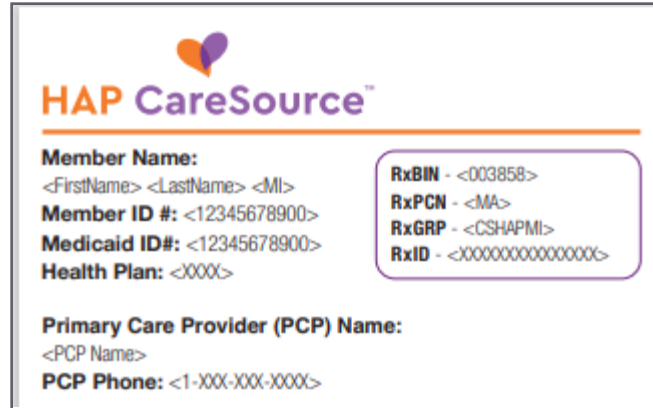 HAP CareSource™
Member Name:
<FirstName> <LastName> <MI>
Member ID #: <12345678900>
Medicaid ID#: <12345678900>
Health Plan: <XXXX>
RxBIN - <003858>
RxPCN - <MA>
RxGRP - <CSHAPMI>
RxID - <XXXXXXXXXXXXXXX>
Primary Care Provider (PCP) Name:
<PCP Name>
PCP Phone: <1-XXX-XXX-XXXX>